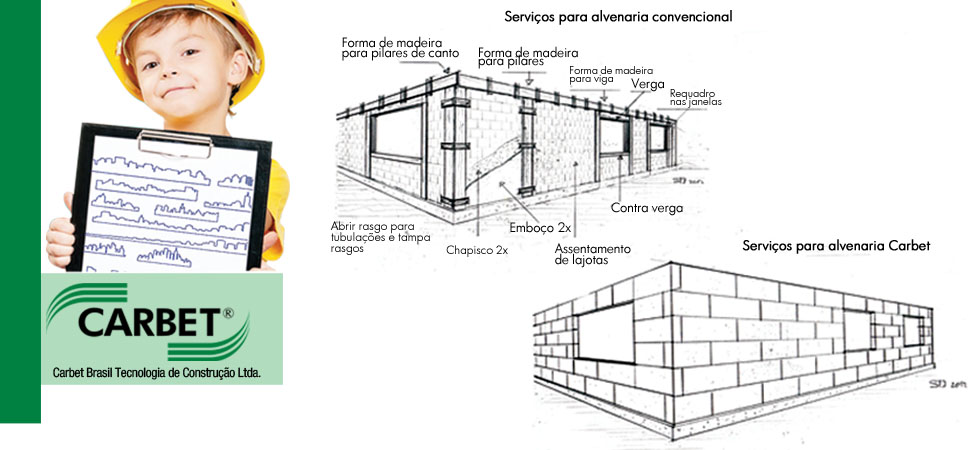 Serviços para alvenaria convencional
Forma de madeira
para pilares de canto
Forma de madeira
para pilares
Forma de madeira
para viga
Verga
Requadro
nas janelas
Contra verga
Abrir rasgo para
tubulações e tampa
rasgos
Chapisco 2x
Emboço 2x
Assentamento
de lajotas
Serviços para alvenaria Carbet
CARBET®
Carbet Brasil Tecnologia de Construção Ltda.